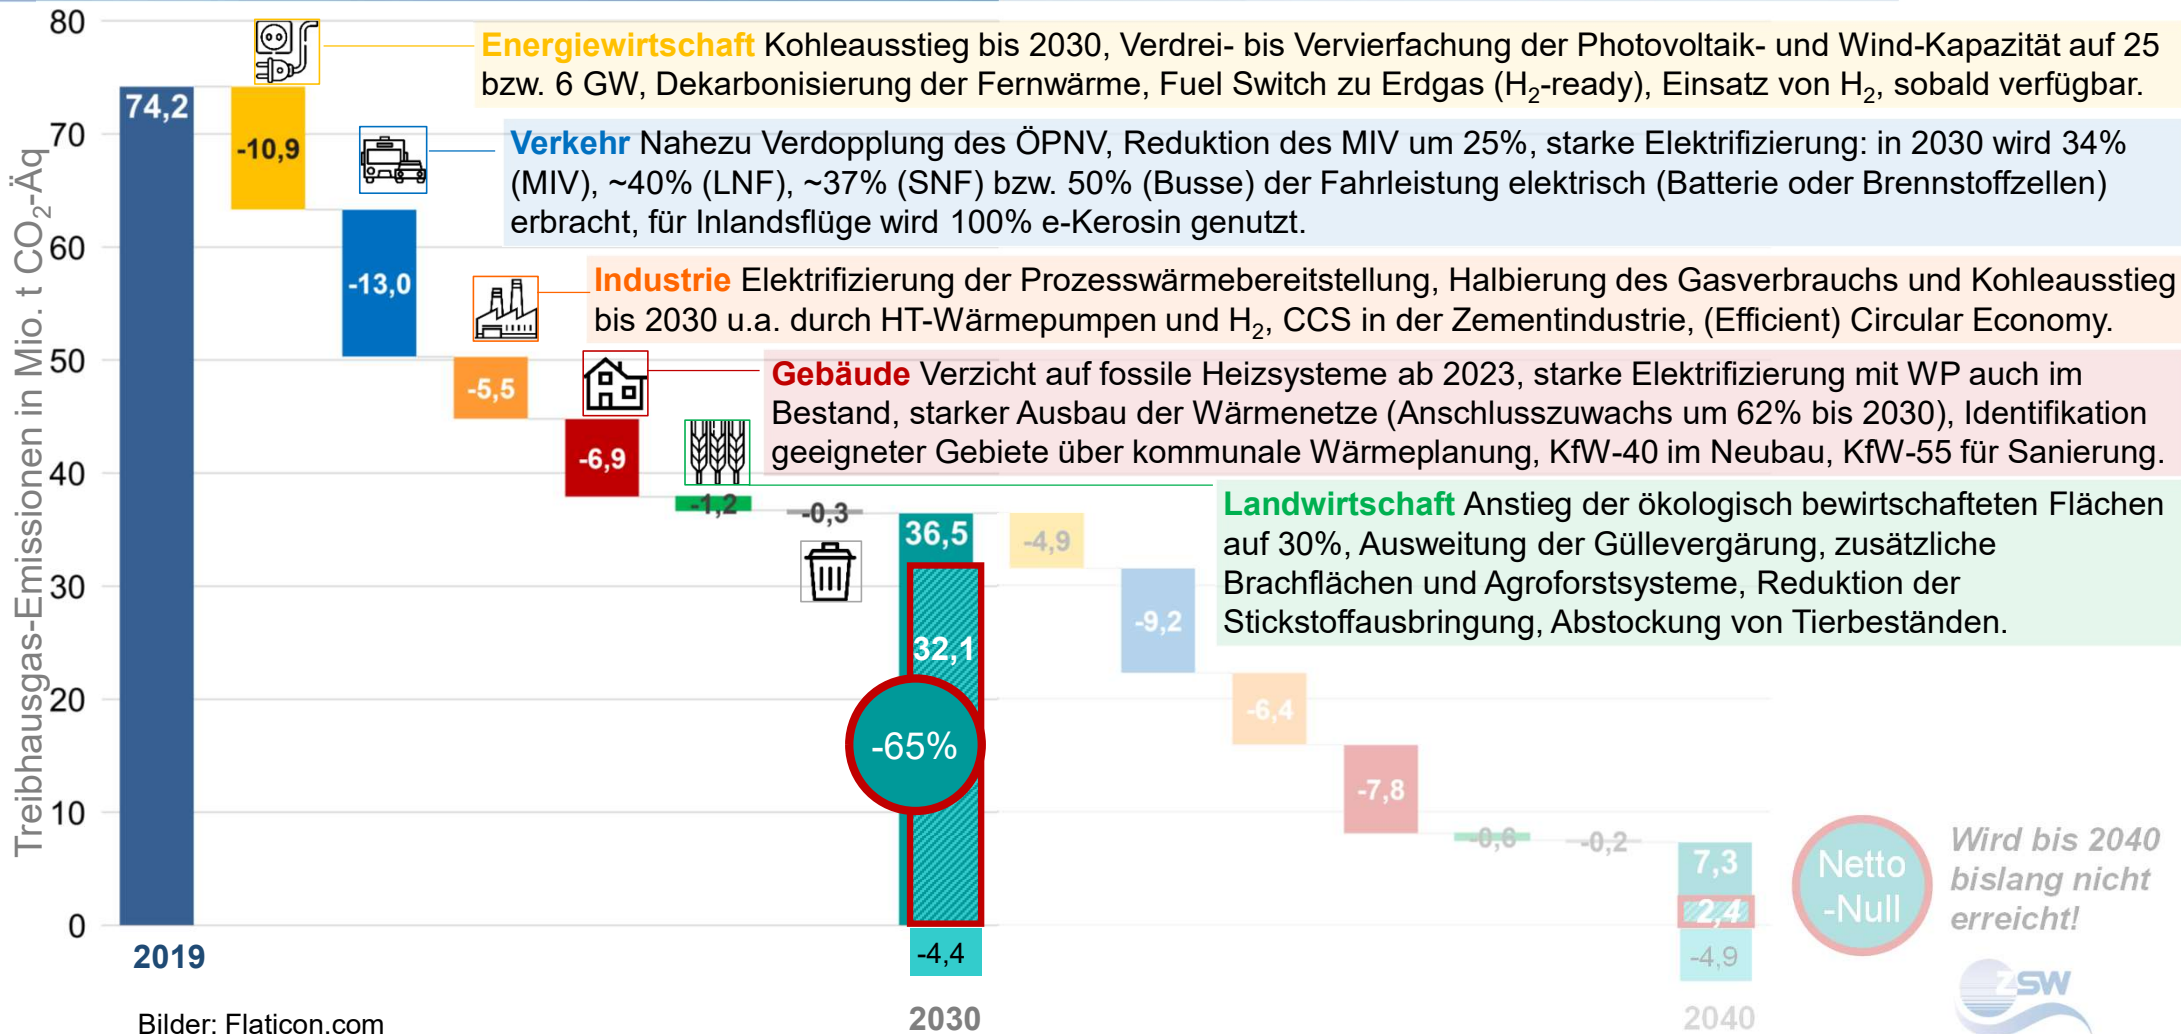 80
70
60
50
40
30
20
10
0
Treibhausgas-Emissionen in Mio. t CO₂-Äq
Energiewirtschaft Kohleausstieg bis 2030, Verdrei- bis Vervierfachung der Photovoltaik- und Wind-Kapazität auf 25
bzw. 6 GW, Dekarbonisierung der Fernwärme, Fuel Switch zu Erdgas (H₂-ready), Einsatz von H₂, sobald verfügbar.
Verkehr Nahezu Verdopplung des ÖPNV, Reduktion des MIV um 25%, starke Elektrifizierung: in 2030 wird 34%
(MIV), ~40% (LNF), ~37% (SNF) bzw. 50% (Busse) der Fahrleistung elektrisch (Batterie oder Brennstoffzellen)
erbracht, für Inlandsflüge wird 100% e-Kerosin genutzt.
Industrie Elektrifizierung der Prozesswärmebereitstellung, Halbierung des Gasverbrauchs und Kohleausstieg
bis 2030 u.a. durch HT-Wärmepumpen und H₂, CCS in der Zementindustrie, (Efficient) Circular Economy.
Gebäude Verzicht auf fossile Heizsysteme ab 2023, starke Elektrifizierung mit WP auch im
Bestand, starker Ausbau der Wärmenetze (Anschlusszuwachs um 62% bis 2030), Identifikation
geeigneter Gebiete über kommunale Wärmeplanung, KfW-40 im Neubau, KfW-55 für Sanierung.
Landwirtschaft Anstieg der ökologisch bewirtschafteten Flächen
auf 30%, Ausweitung der Güllevergärung, zusätzliche
Brachflächen und Agroforstsysteme, Reduktion der
Stickstoffausbringung, Abstockung von Tierbeständen.
74,2
-10,9
-13,0
-5,5
-6,9
-1,2
-0,3
36,5
32,1
-65%
-4,4
-4,9
-9,2
-6,4
-7,8
-0,6
-0,2
7,3
2,4
-4,9
Netto
-Null
Wird bis 2040
bislang nicht
erreicht!
2019
2030
2040
ZSW
Bilder: Flaticon.com